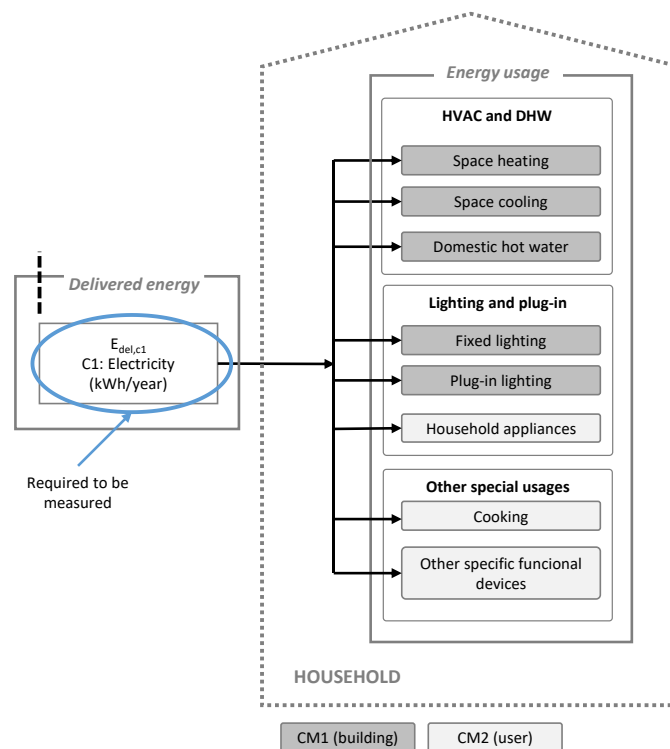 Energy usage
HVAC and DHW
Space heating
Space cooling
Domestic hot water
Delivered energy
E_del,c1
C1: Electricity
(kWh/year)
Lighting and plug-in
Fixed lighting
Plug-in lighting
Household appliances
Required to be
measured
Other special usages
Cooking
Other specific funcional
devices
HOUSEHOLD
CM1 (building)
CM2 (user)